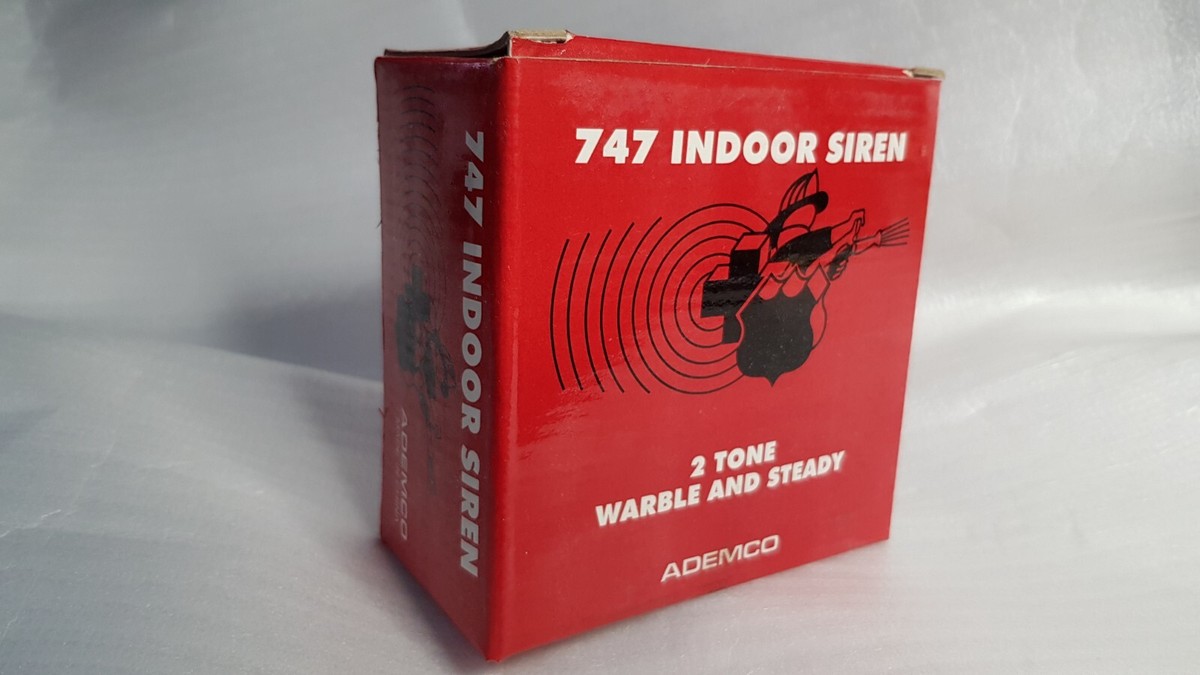 747 INDOOR SIREN
2 TONE
WARBLE AND STEADY
ADEMCO
747 INDOOR SIREN
ADEMCO